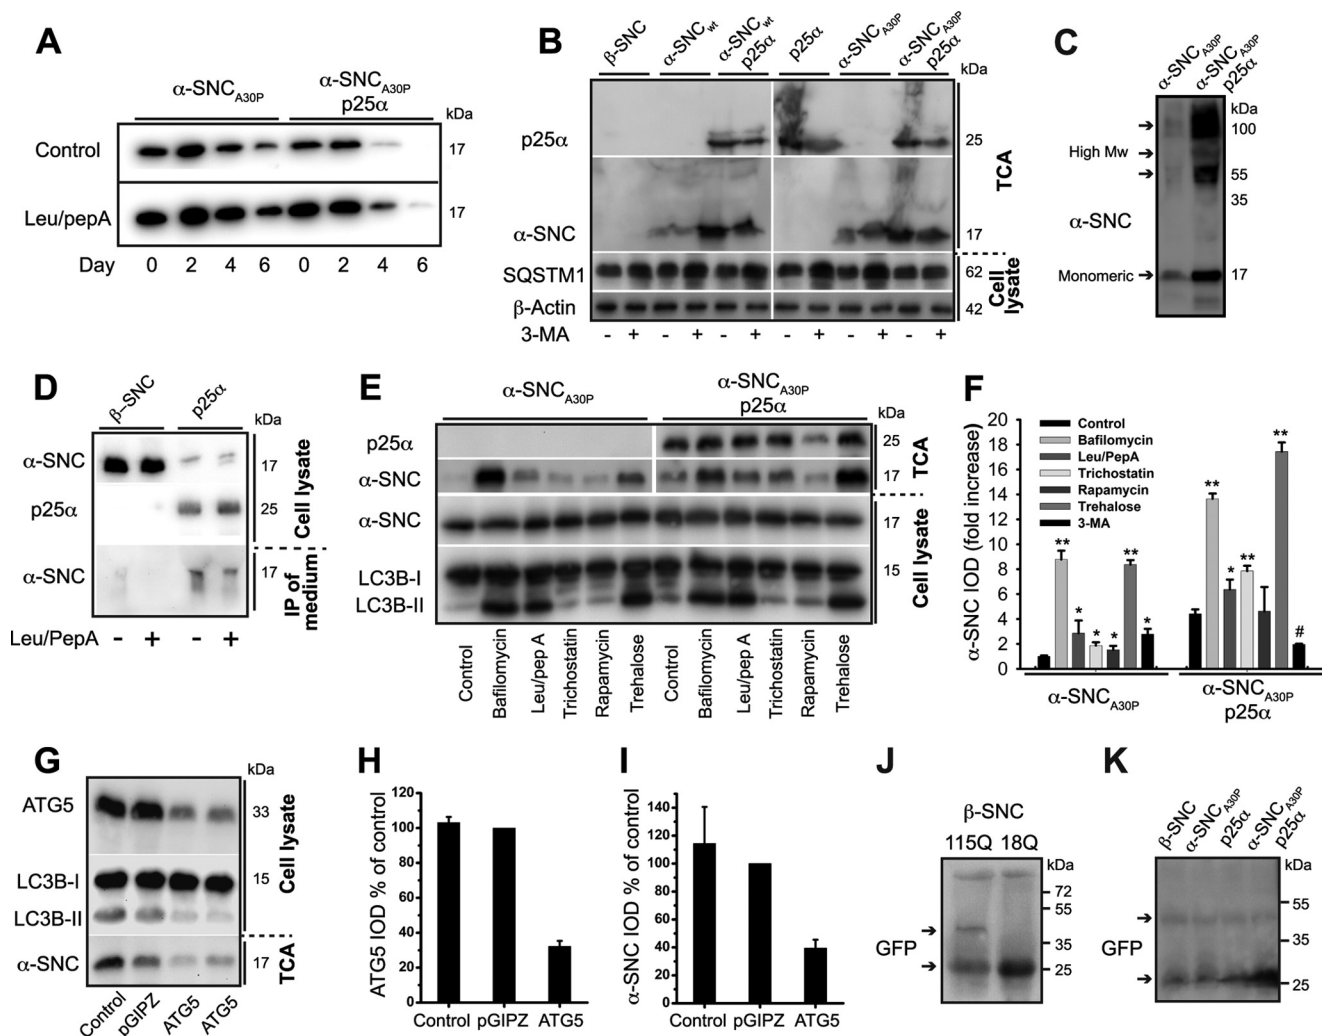 A
α-SNCA30P
α-SNCA30P
p25α
kDa
Control
17
Leu/pepA
17
Day 0 2 4 6 0 2 4 6
B
β-SNC
α-SNCwt
α-SNCwt
p25α
p25α
α-SNCA30P
α-SNCA30P
p25α
kDa
p25α
25
TCA
α-SNC
17
SQSTM1
62
Cell
lysate
β-Actin
42
3-MA - + - + - + - + - + - +
C
α-SNCA30P
α-SNCA30P
p25α
kDa
100
High Mw
55
35
α-SNC
Monomeric
17
D
β-SNC
p25α
kDa
α-SNC
17
Cell lysate
p25α
25
α-SNC
17
IP of
medium
Leu/PepA - + - +
E
α-SNCA30P
α-SNCA30P
p25α
kDa
p25α
25
TCA
α-SNC
17
α-SNC
17
Cell lysate
LC3B-I
15
LC3B-II
Control
Bafilomycin
Leu/pep A
Trichostatin
Rapamycin
Trehalose
Control
Bafilomycin
Leu/pep A
Trichostatin
Rapamycin
Trehalose
F
α-SNC IOD (fold increase)
20
18
16
14
12
10
8
6
4
2
0
Control
Bafilomycin
Leu/PepA
Trichostatin
Rapamycin
Trehalose
3-MA
**
*
*
*
**
*
**
*
**
**
#
α-SNCA30P
α-SNCA30P
p25α
G
kDa
ATG5
33
Cell lysate
LC3B-I
15
LC3B-II
α-SNC
17
TCA
Control
pGIPZ
ATG5
ATG5
H
ATG5 IOD % of control
120
100
80
60
40
20
0
Control pGIPZ ATG5
I
α-SNC IOD % of control
140
120
100
80
60
40
20
0
Control pGIPZ ATG5
J
β-SNC
115Q 18Q
kDa
72
55
GFP
35
25
K
β-SNC
α-SNCA30P
p25α
α-SNCA30P
p25α
kDa
55
GFP
35
25